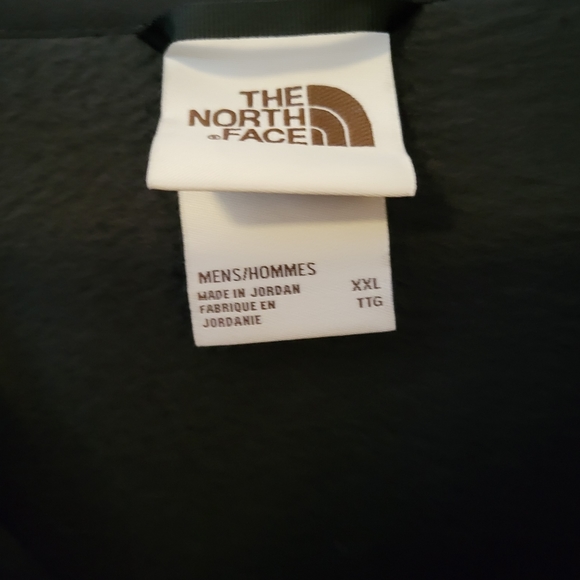 THE
NORTH
®FACE
MENS/HOMMES
MADE IN JORDAN XXL
FABRIQUE EN TTG
JORDANIE